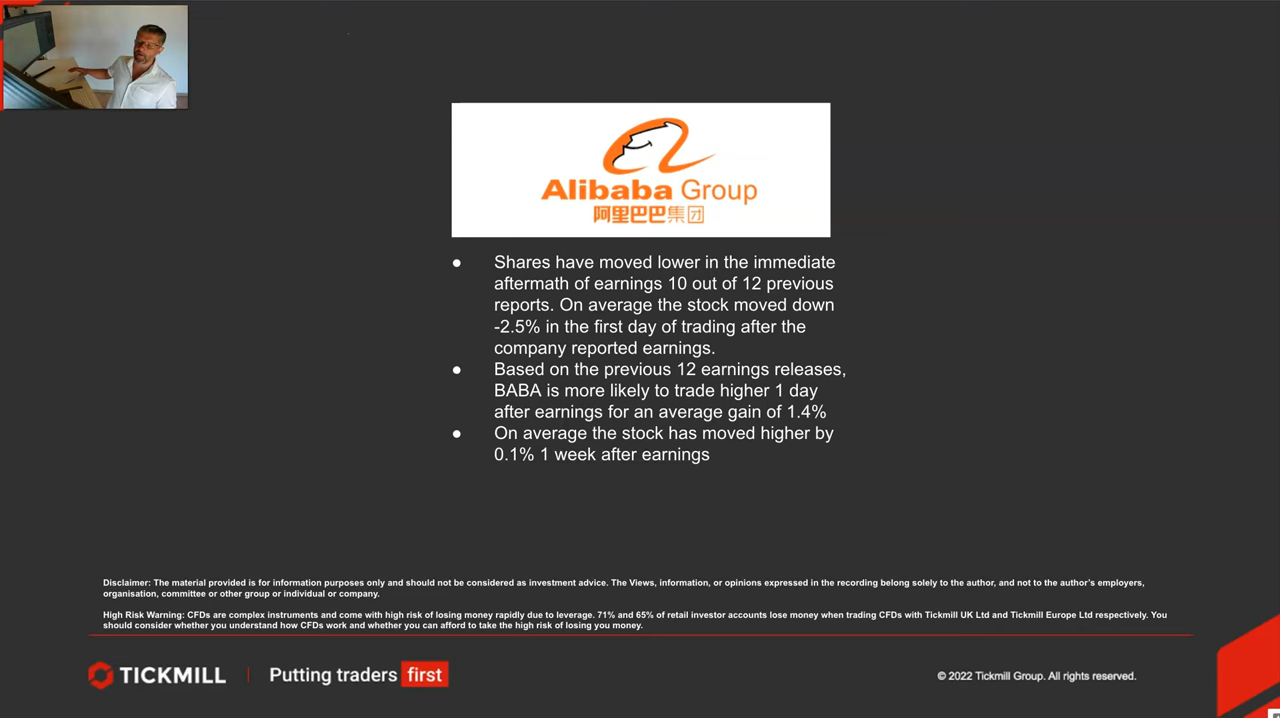 Alibaba Group
阿里巴巴集团
● Shares have moved lower in the immediate
aftermath of earnings 10 out of 12 previous
reports. On average the stock moved down
-2.5% in the first day of trading after the
company reported earnings.
● Based on the previous 12 earnings releases,
BABA is more likely to trade higher 1 day
after earnings for an average gain of 1.4%
● On average the stock has moved higher by
0.1% 1 week after earnings
Disclaimer: The material provided is for information purposes only and should not be considered as investment advice. The Views, information, or opinions expressed in the recording belong solely to the author, and not to the author's employers,
organisation, committee or other group or individual or company.
High Risk Warning: CFDs are complex instruments and come with high risk of losing money rapidly due to leverage. 71% and 65% of retail investor accounts lose money when trading CFDs with Tickmill UK Ltd and Tickmill Europe Ltd respectively. You
should consider whether you understand how CFDs work and whether you can afford to take the high risk of losing you money.
TICKMILL | Putting traders first
© 2022 Tickmill Group. All rights reserved.